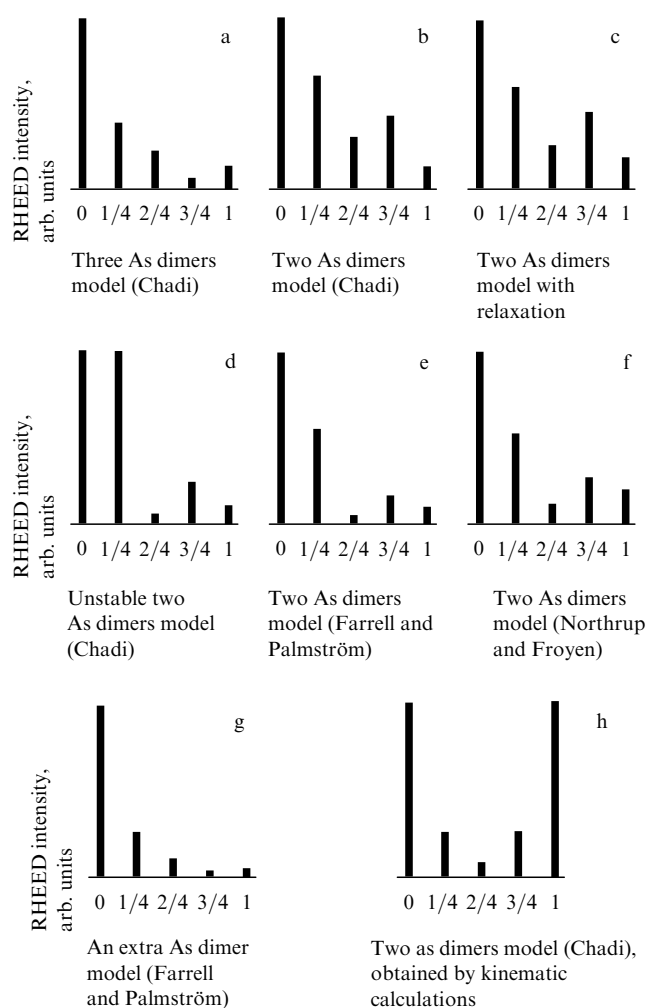 RHEED intensity,
arb. units
a
0 1/4 2/4 3/4 1
Three As dimers
model (Chadi)
b
0 1/4 2/4 3/4 1
Two As dimers
model (Chadi)
c
0 1/4 2/4 3/4 1
Two As dimers
model with
relaxation
RHEED intensity,
arb. units
d
0 1/4 2/4 3/4 1
Unstable two
As dimers model
(Chadi)
e
0 1/4 2/4 3/4 1
Two As dimers
model (Farrell and
Palmström)
f
0 1/4 2/4 3/4 1
Two As dimers
model (Northrup
and Froyen)
RHEED intensity,
arb. units
g
0 1/4 2/4 3/4 1
An extra As dimer
model (Farrell
and Palmström)
h
0 1/4 2/4 3/4 1
Two as dimers model (Chadi),
obtained by kinematic
calculations